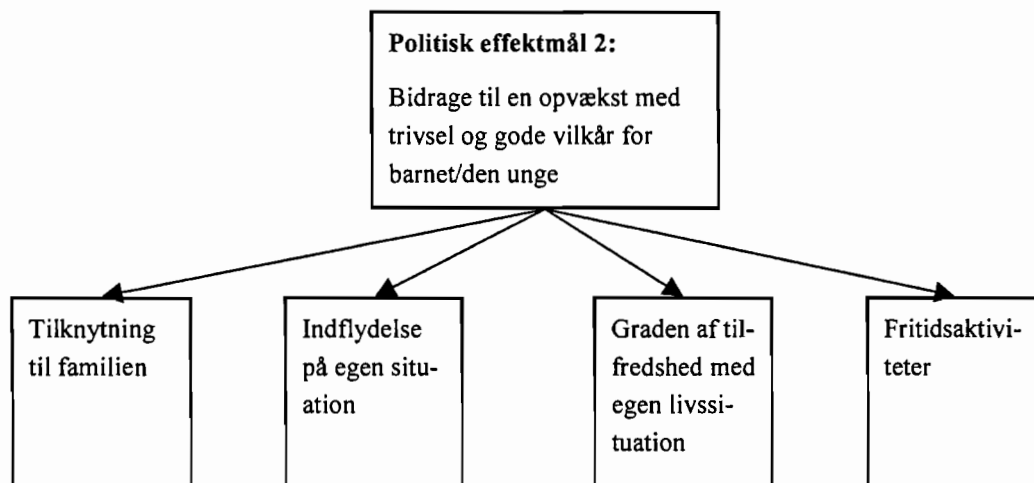 Politisk effektmål 2:
Bidrage til en opvækst med
trivsel og gode vilkår for
barnet/den unge
Tilknytning
til familien
Indflydelse
på egen situ-
ation
Graden af til-
fredshed med
egen livssi-
tuation
Fritidsaktivi-
teter